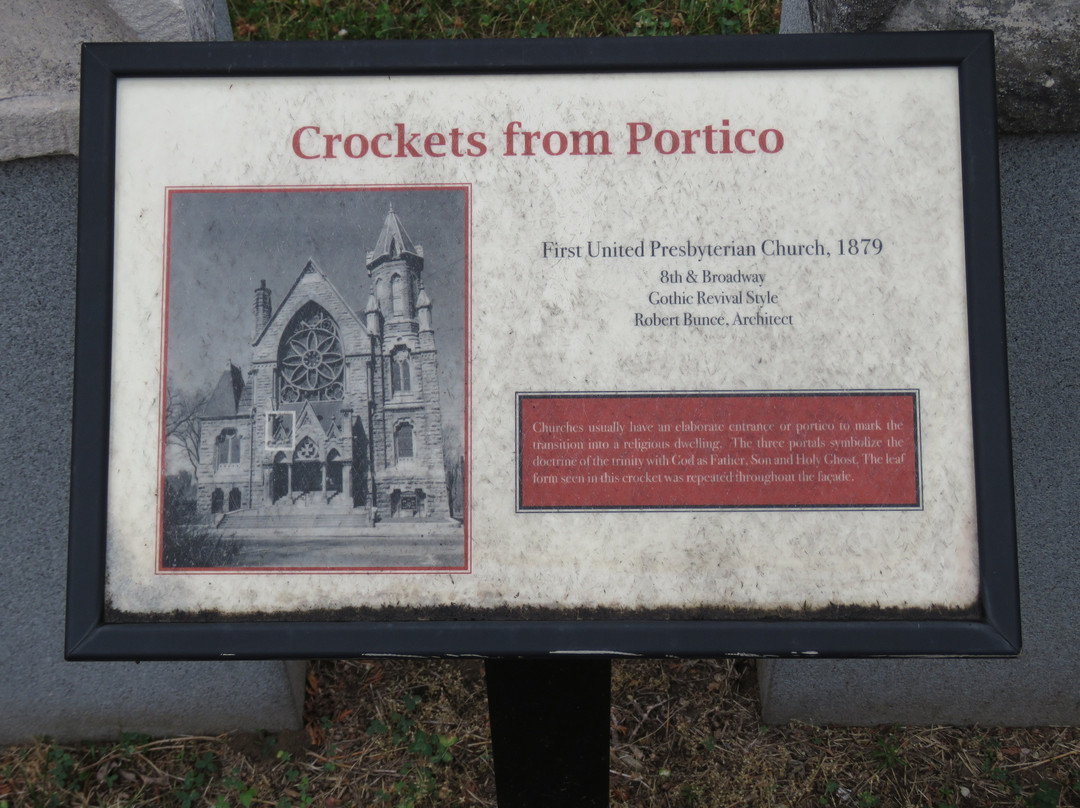 Crockets from Portico
First United Presbyterian Church, 1879
8th & Broadway
Gothic Revival Style
Robert Bunce, Architect
Churches usually have an elaborate entrance or portico to mark the
transition into a religious dwelling. The three portals symbolize the
doctrine of the trinity with God as Father, Son and Holy Ghost. The leaf
form seen in this crocket was repeated throughout the façade.